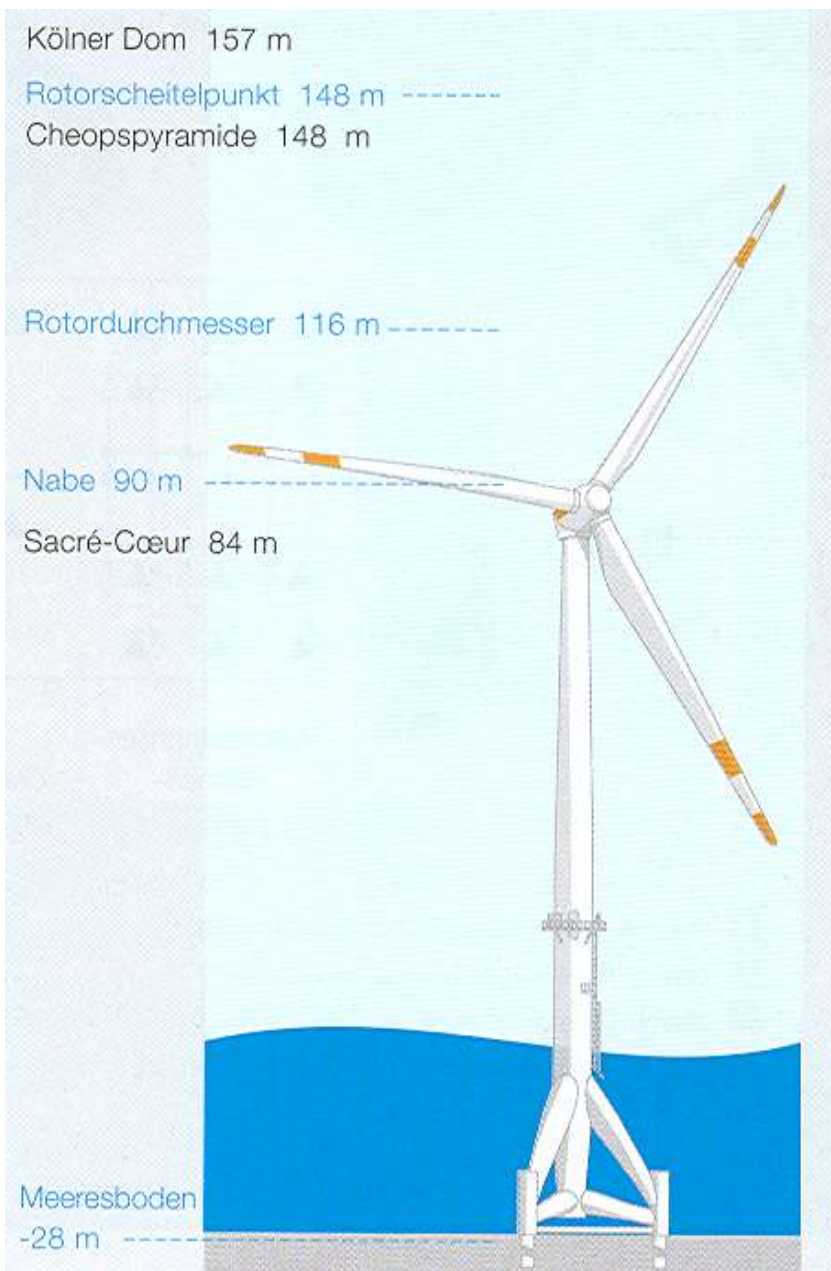 Kölner Dom 157 m
Rotorscheitelpunkt 148 m
Cheopspyramide 148 m
Rotordurchmesser 116 m
Nabe 90 m
Sacré-Cœur 84 m
Meeresboden
-28 m